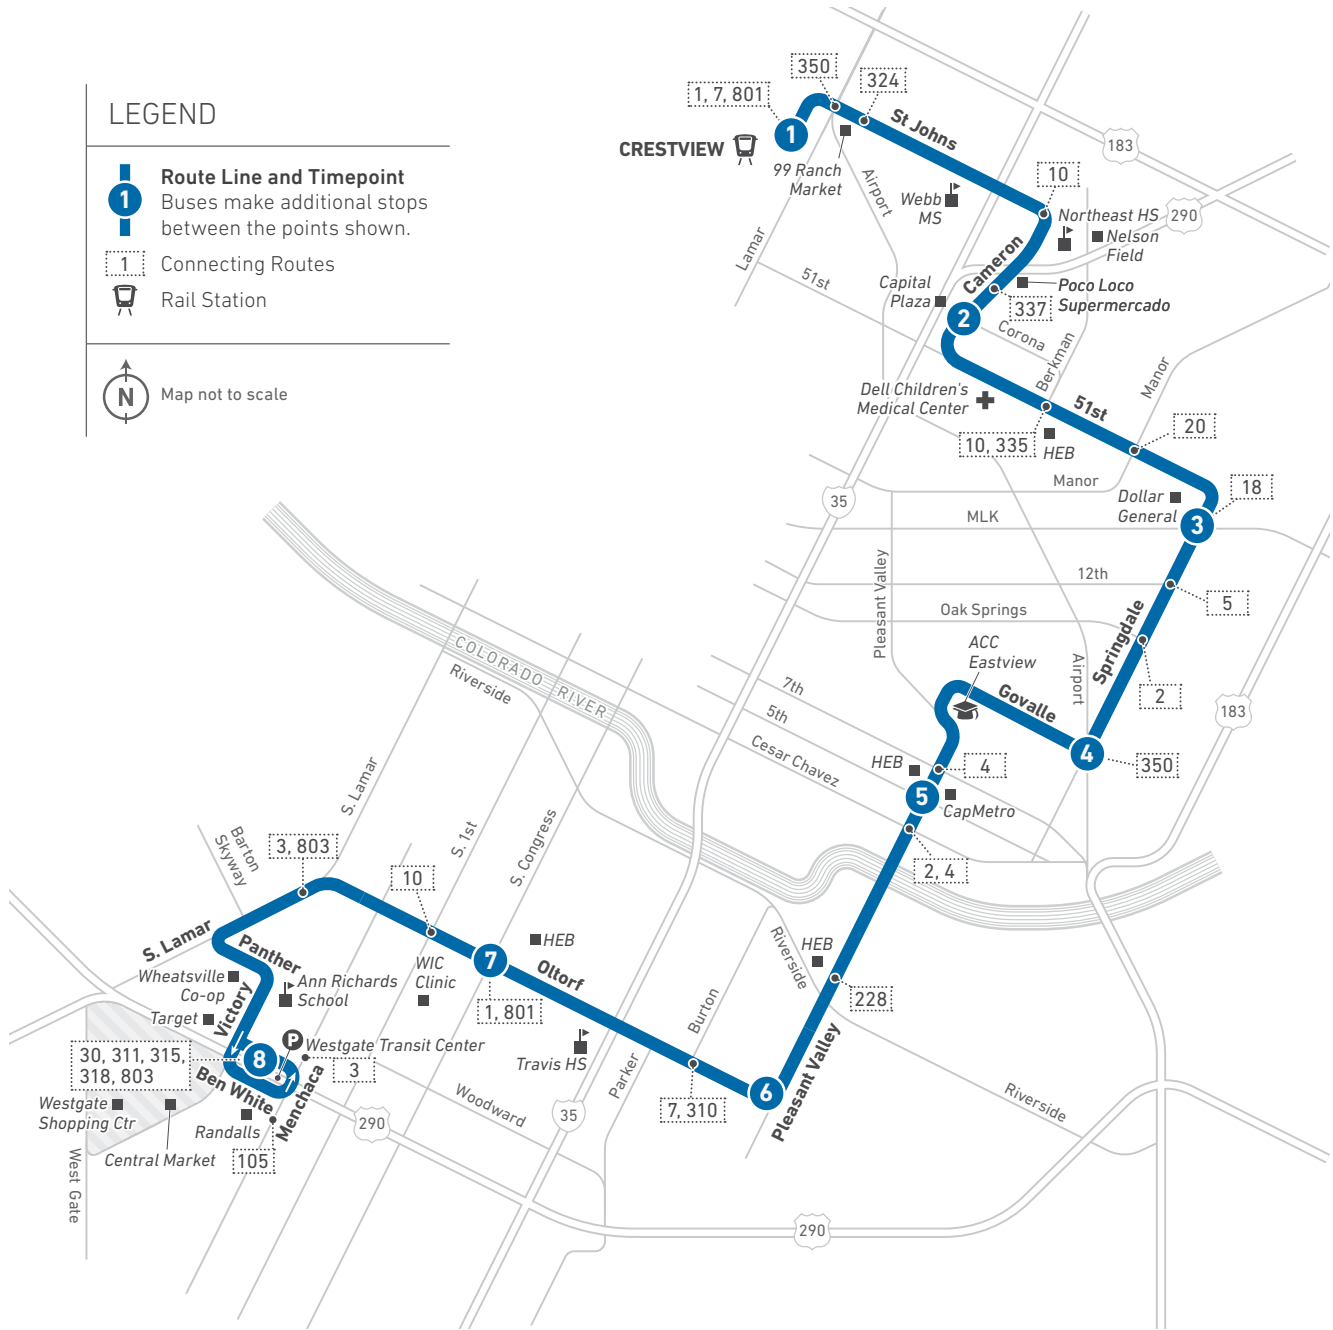 LEGEND
1
Route Line and Timepoint
Buses make additional stops
between the points shown.
1
Connecting Routes
Rail Station
N
Map not to scale
350
324
1, 7, 801
1
CRESTVIEW
St Johns
99 Ranch
Market
Airport
183
10
Webb
MS
Northeast HS
290
Nelson
Field
Lamar
51st
Cameron
Capital
Plaza
Poco Loco
Supermercado
337
2
Corona
Berkman
Manor
Dell Children's
Medical Center
51st
10, 335
HEB
20
Manor
Dollar
General
18
35
MLK
3
Pleasant Valley
12th
5
Oak Springs
ACC
Eastview
Springdale
Airport
2
7th
Govalle
183
5th
4
350
Cesar Chavez
HEB
4
5
CapMetro
2, 4
COLORADO RIVER
Riverside
S. Lamar
S. 1st
S. Congress
Barton
Skyway
3, 803
10
S. Lamar
Panther
HEB
WIC
Clinic
7
Oltorf
1, 801
Wheatsville
Co-op
Ann Richards
School
Victory
Target
P
Westgate Transit Center
8
30, 311, 315,
318, 803
3
Ben White
Menchaca
Westgate
Shopping Ctr
Randalls
Central Market
105
West Gate
290
Woodward
Travis HS
35
Parker
Burton
7, 310
6
Riverside
HEB
228
Pleasant Valley
Riverside
290